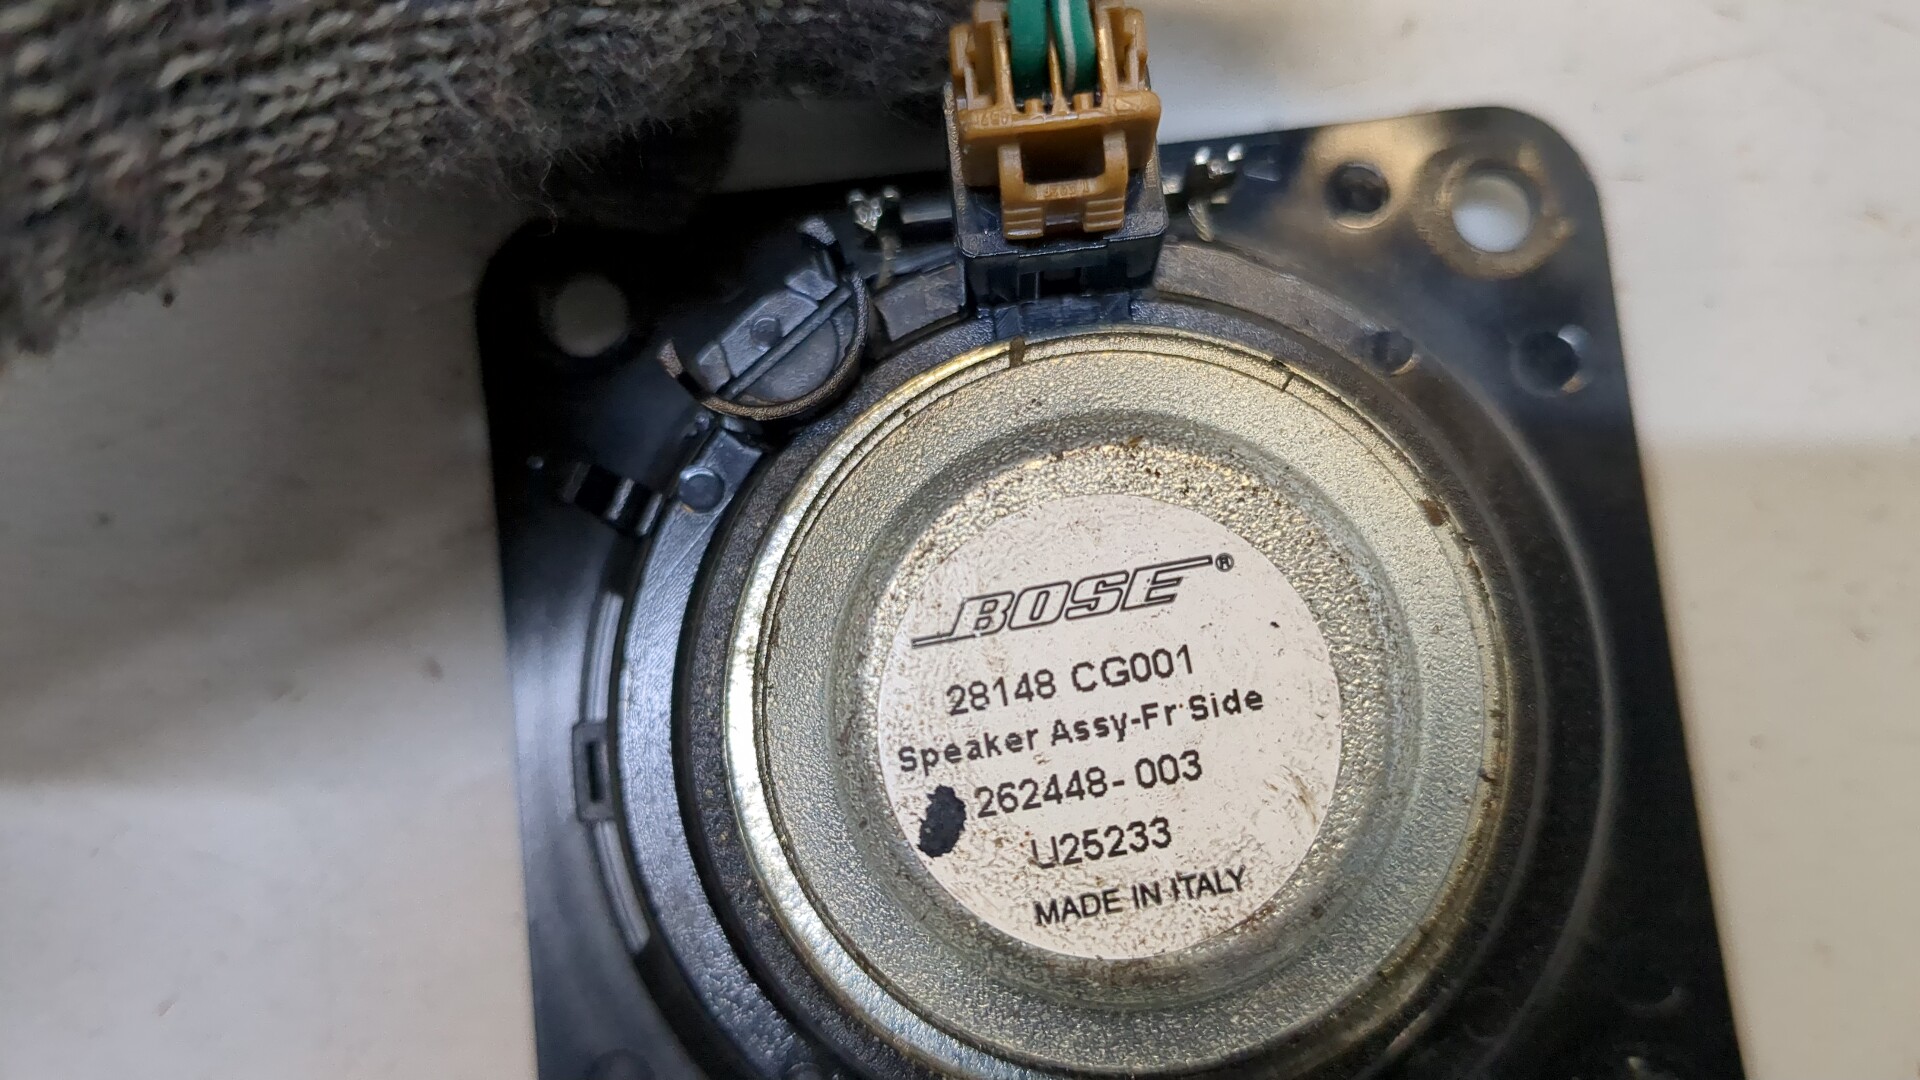 BOSE®
28148 CG001
Speaker Assy-Fr Side
262448-003
U25233
MADE IN ITALY